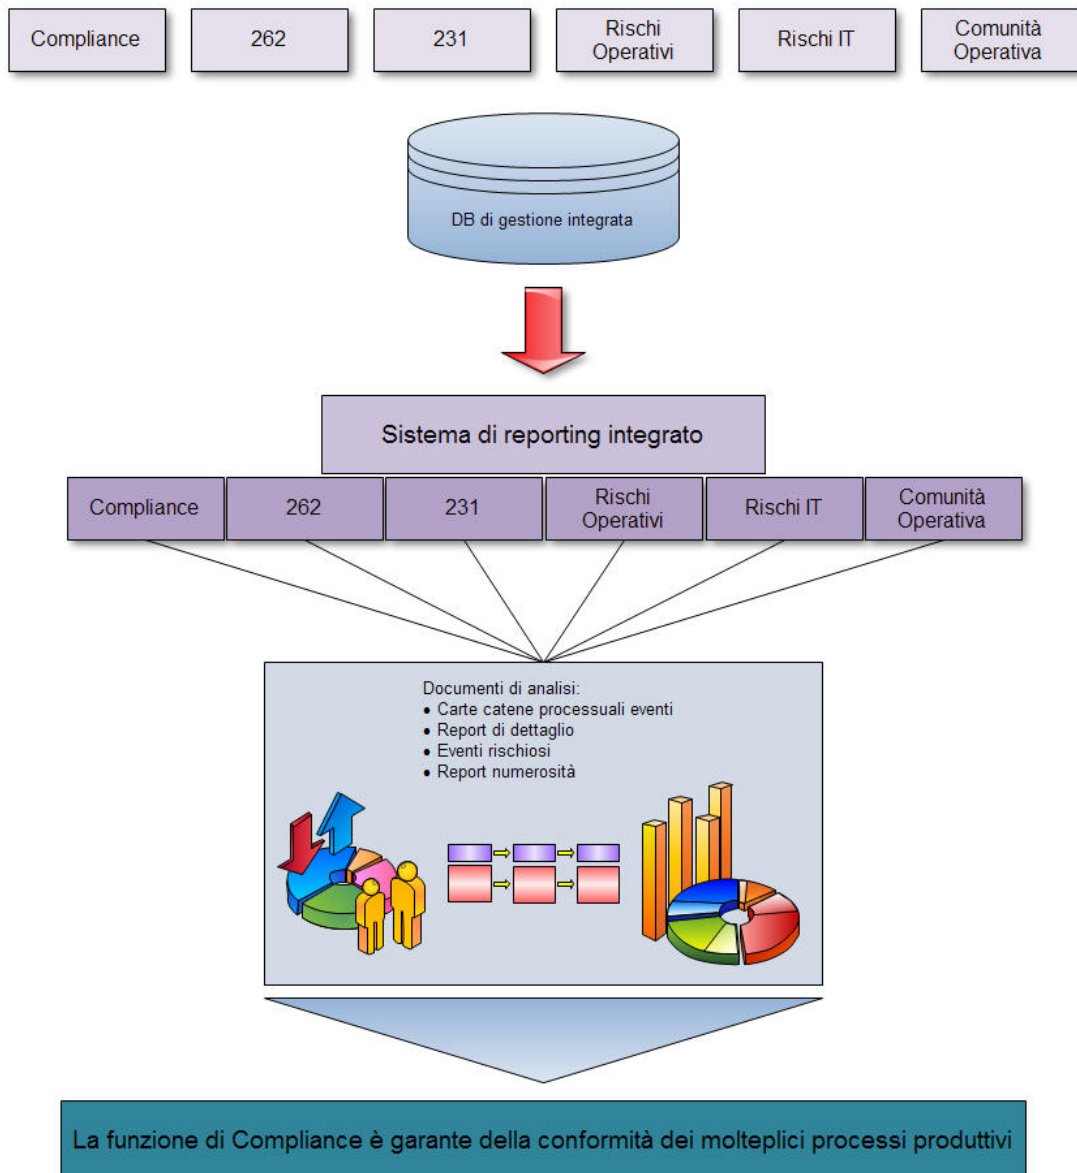 Compliance
262
231
Rischi
Operativi
Rischi IT
Comunità
Operativa
DB di gestione integrata
Sistema di reporting integrato
Compliance
262
231
Rischi
Operativi
Rischi IT
Comunità
Operativa
Documenti di analisi:
• Carte catene processuali eventi
• Report di dettaglio
• Eventi rischiosi
• Report numerosità
La funzione di Compliance è garante della conformità dei molteplici processi produttivi